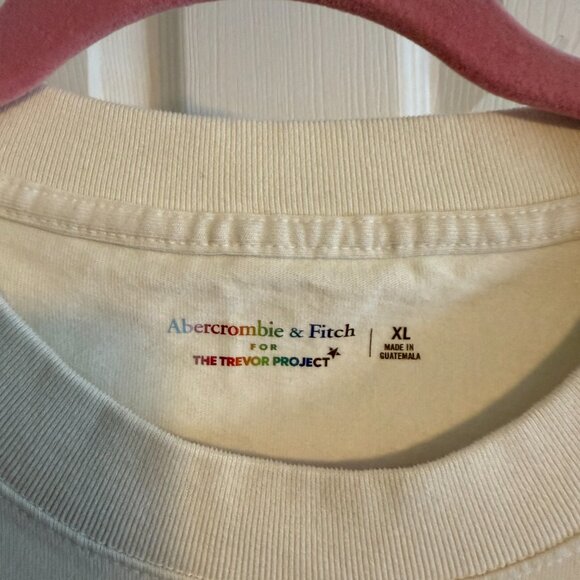 Abercrombie & Fitch
FOR
THE TREVOR PROJECT
XL
MADE IN
GUATEMALA